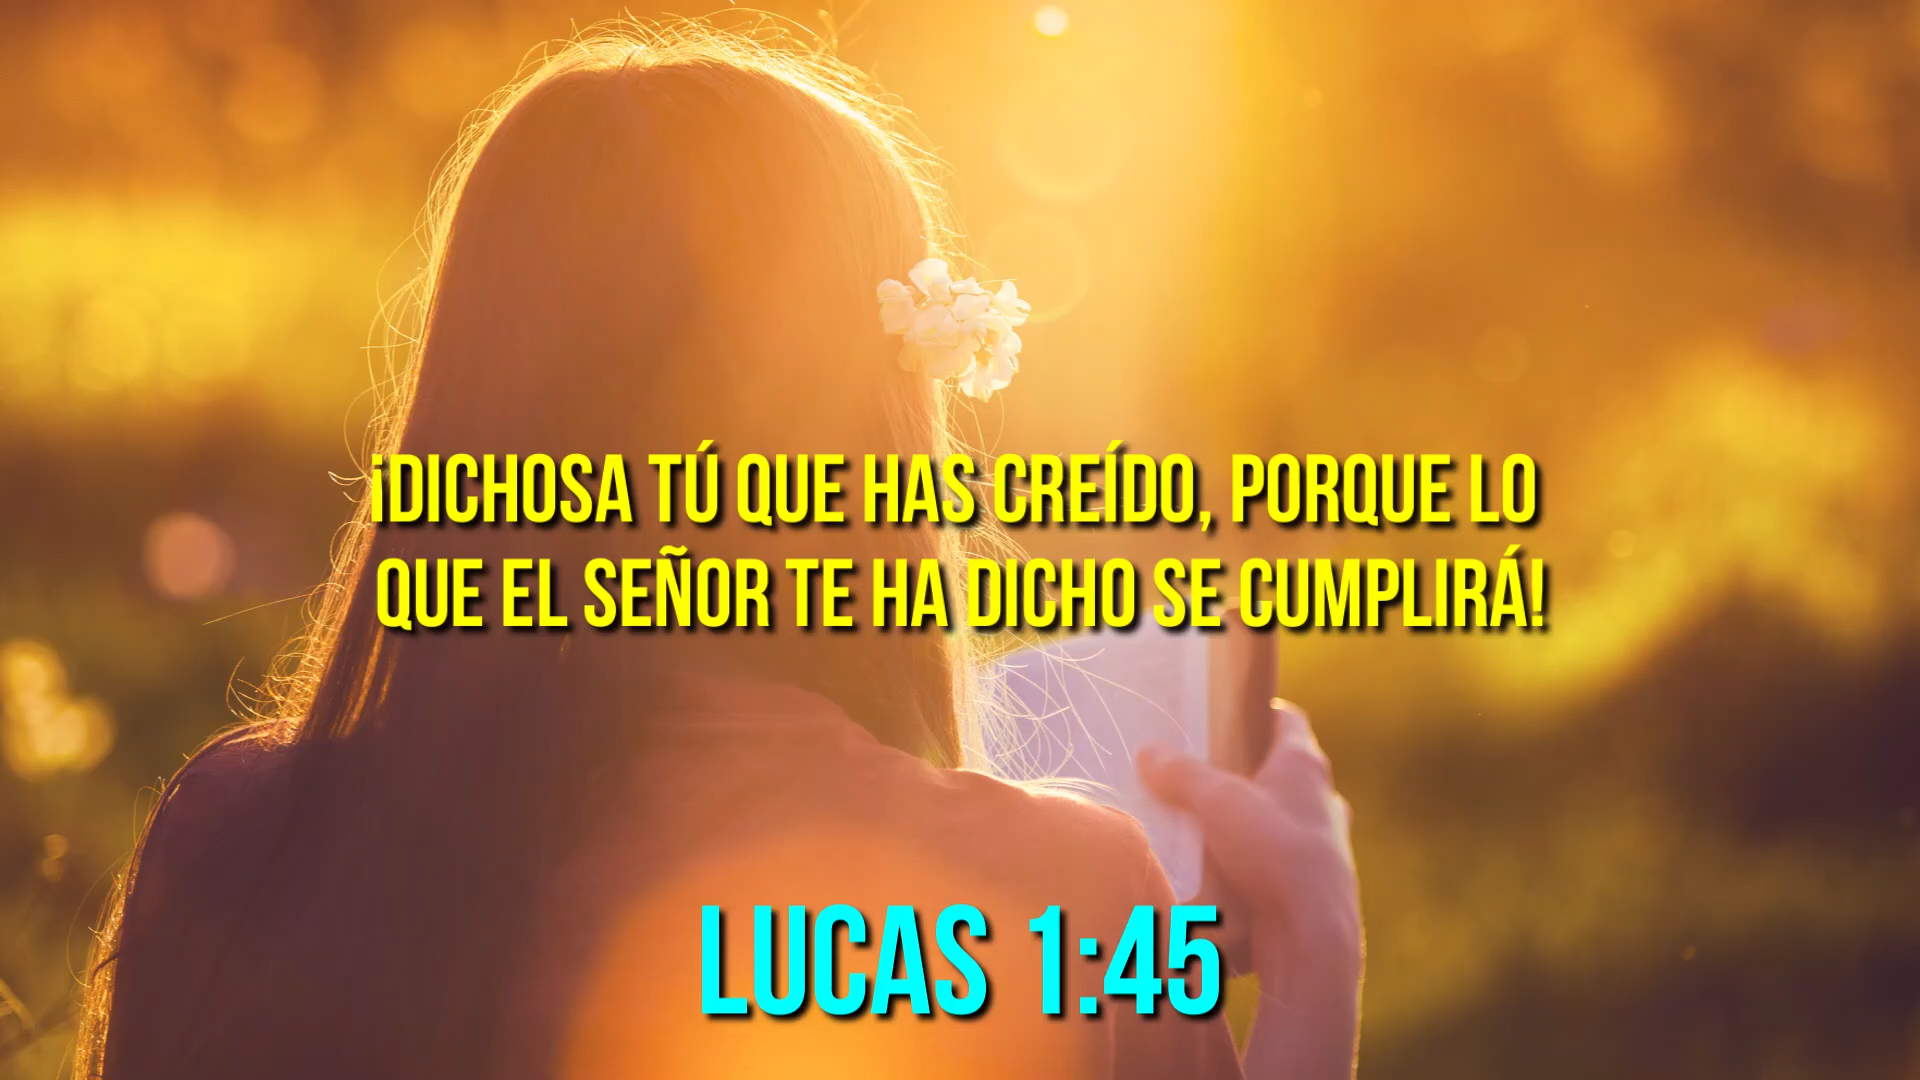 ¡DICHOSA TÚ QUE HAS CREÍDO, PORQUE LO
QUE EL SEÑOR TE HA DICHO SE CUMPLIRÁ!
LUCAS 1:45